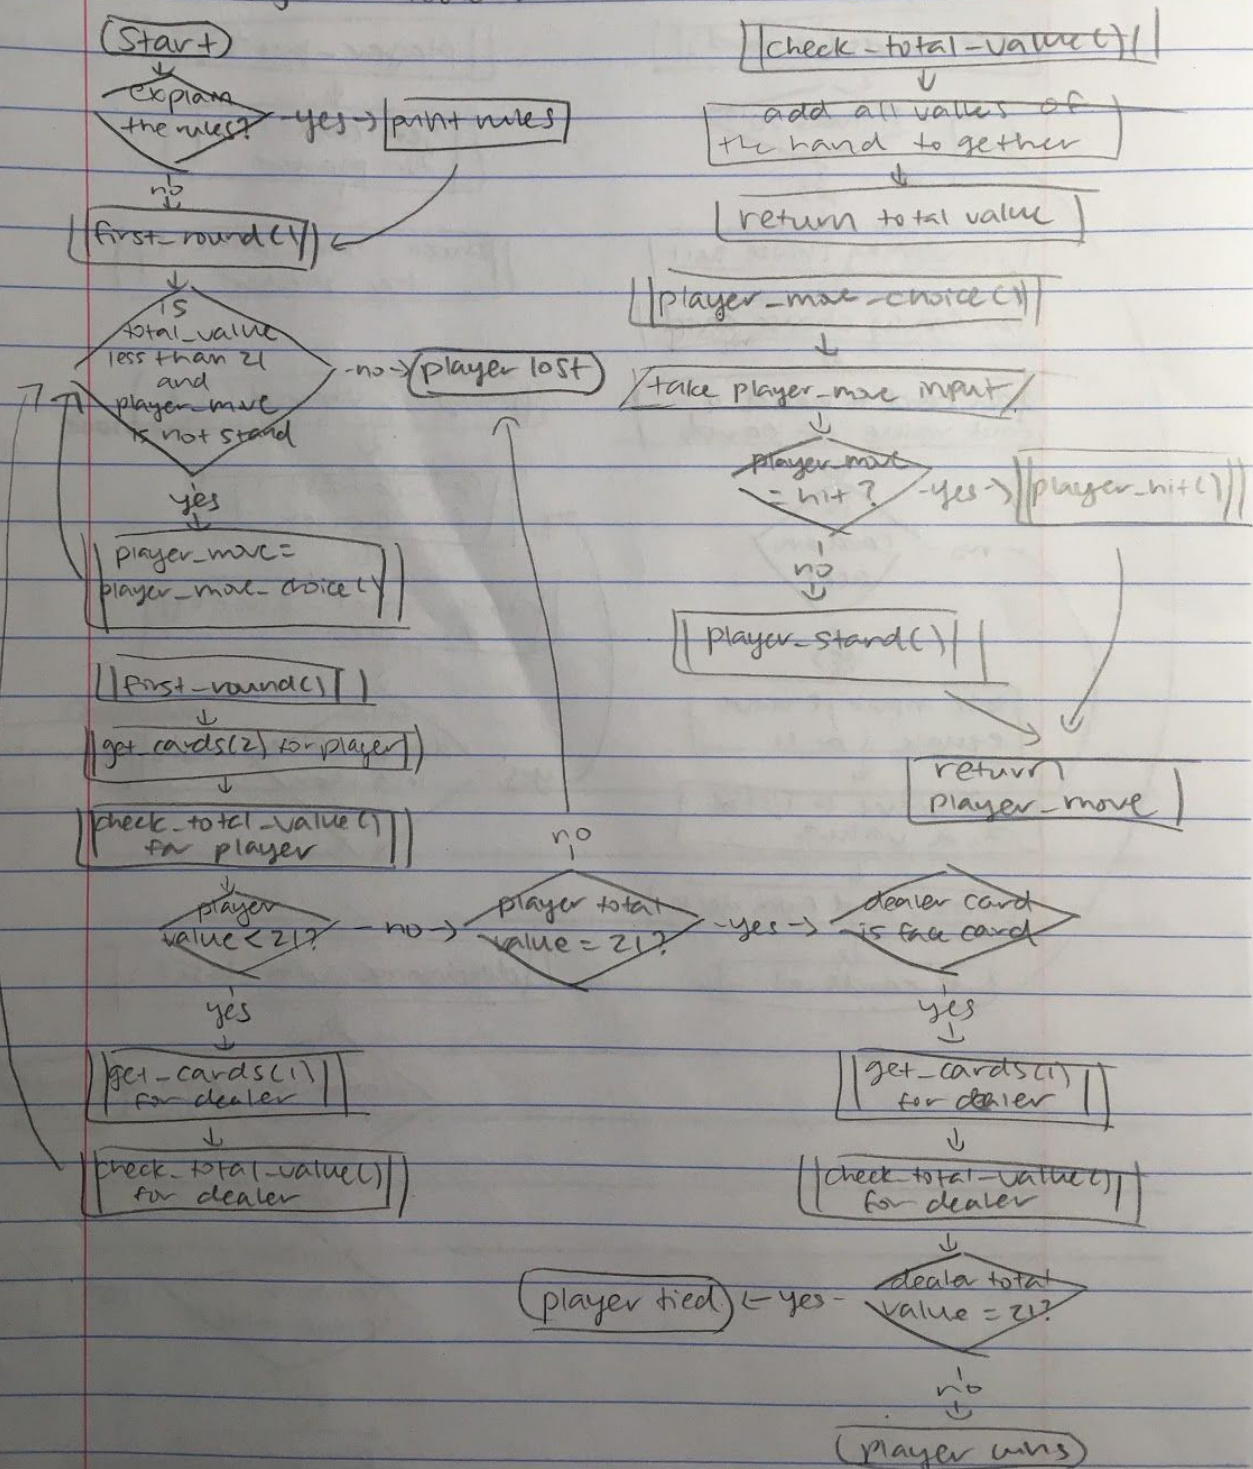 Start
explain
the rules?
yes
print rules
no
first_round()
is
total_value
less than 21
and
player_move
is not stand
no
player lost
yes
player_move =
player_move_choice()
first_round()
get_cards(2) for player
check_total_value()
for player
player
value < 21?
no
player total
value = 21?
no
yes
dealer card
is face card
yes
get_cards(1)
for dealer
check_total_value()
for dealer
yes
get_cards(1)
for dealer
check_total_value()
for dealer
dealer total
value = 21?
yes
player tied
no
player wins
check_total_value()
add all values of
the hand together
return total value
player_move_choice()
take player_move input
player_move
= hit ?
yes
player_hit()
no
player_stand()
return
player_move